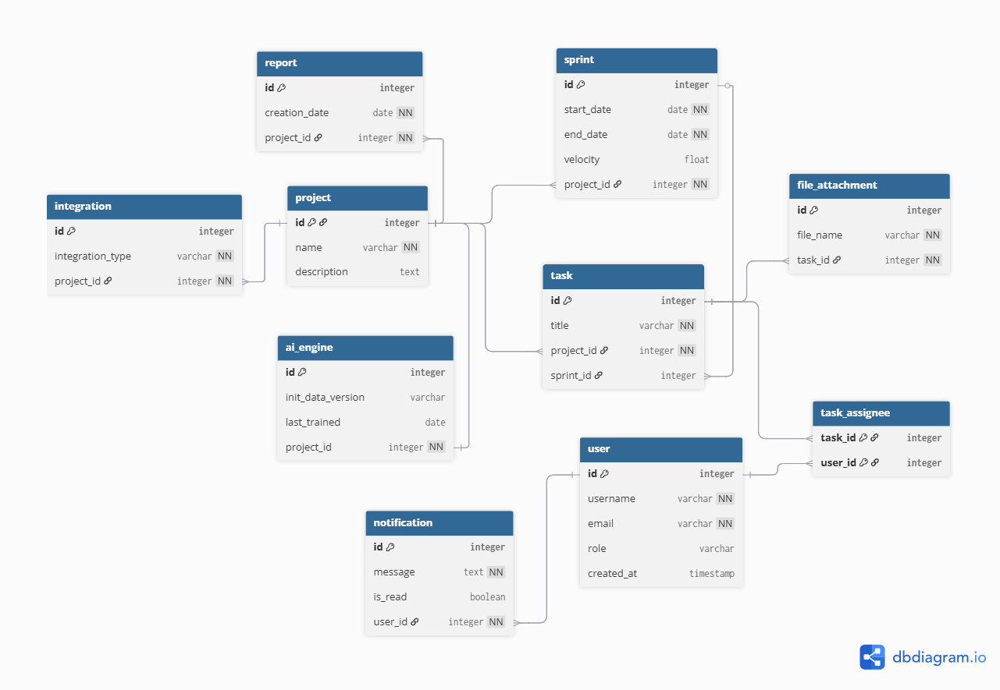 report
id integer
creation_date date NN
project_id integer NN
sprint
id integer
start_date date NN
end_date date NN
velocity float
project_id integer NN
integration
id integer
integration_type varchar NN
project_id integer NN
project
id integer
name varchar NN
description text
file_attachment
id integer
file_name varchar NN
task_id integer NN
task
id integer
title varchar NN
project_id integer NN
sprint_id integer
ai_engine
id integer
init_data_version varchar
last_trained date
project_id integer NN
task_assignee
task_id integer
user_id integer
user
id integer
username varchar NN
email varchar NN
role varchar
created_at timestamp
notification
id integer
message text NN
is_read boolean
user_id integer NN
dbdiagram.io